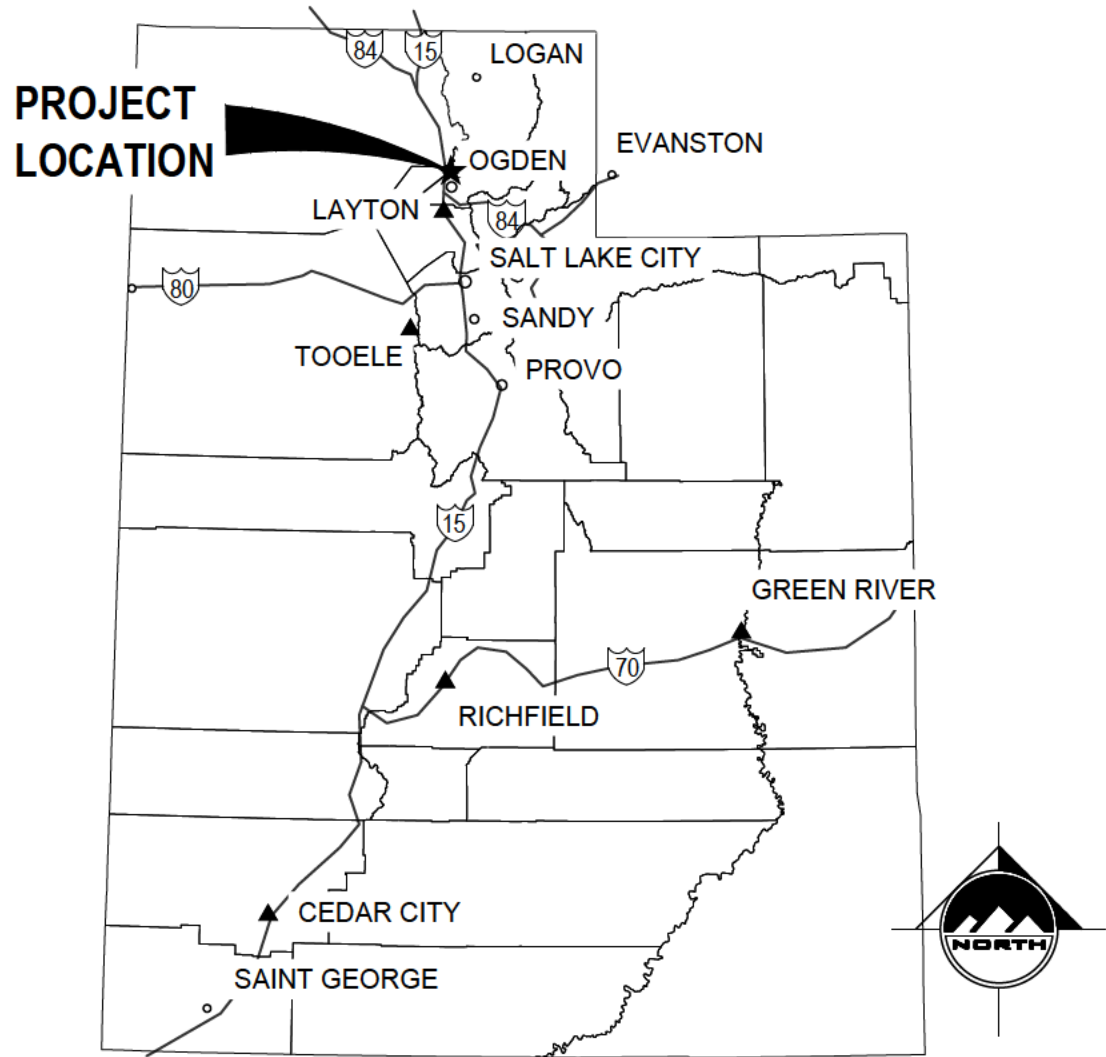 84
15
LOGAN
PROJECT
LOCATION
OGDEN
EVANSTON
LAYTON
84
SALT LAKE CITY
80
SANDY
TOOELE
PROVO
15
GREEN RIVER
70
RICHFIELD
CEDAR CITY
NORTH
SAINT GEORGE